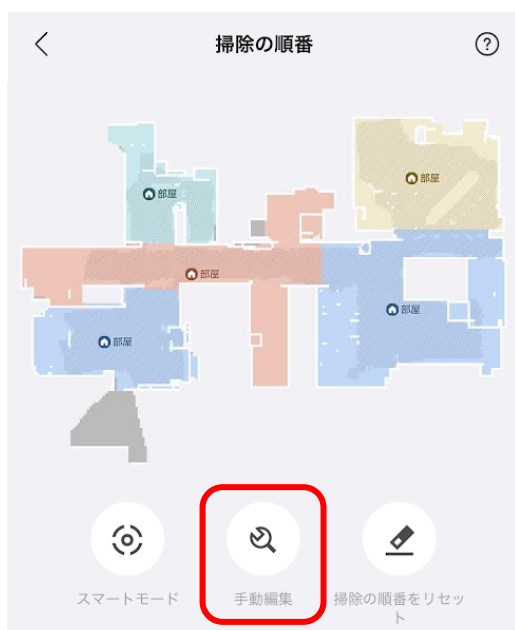 掃除の順番
?
部屋
部屋
部屋
部屋
部屋
スマートモード
手動編集
掃除の順番をリセッ
ト